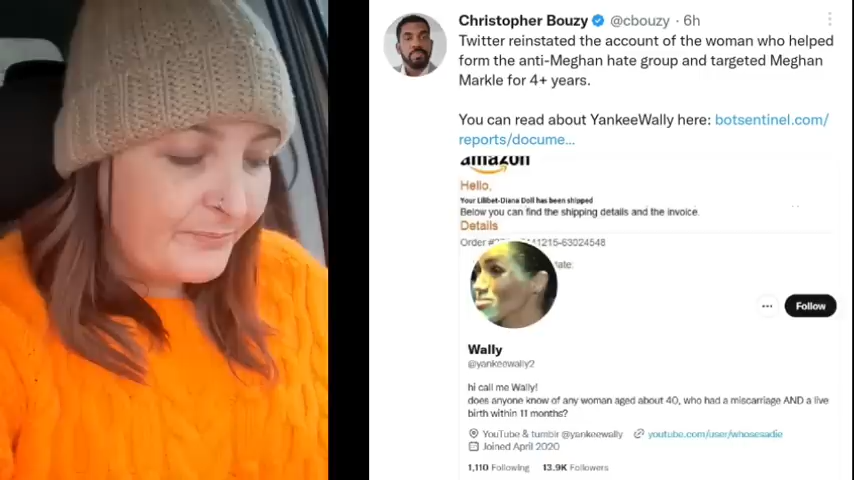 Christopher Bouzy @cbouzy · 6h
Twitter reinstated the account of the woman who helped
form the anti-Meghan hate group and targeted Meghan
Markle for 4+ years.
You can read about YankeeWally here: botsentinel.com/
reports/docume...
amazon
Hello,
Your Lilibet-Diana Doll has been shipped
Below you can find the shipping details and the invoice.
Details
Order 1215-63024548
Follow
Wally
@yankeewally2
hi call me Wally!
does anyone know of any woman aged about 40, who had a miscarriage AND a live
birth within 11 months?
YouTube & tumblr @yankeewally youtube.com/user/whosesadie
Joined April 2020
1,110 Following 13.9K Followers